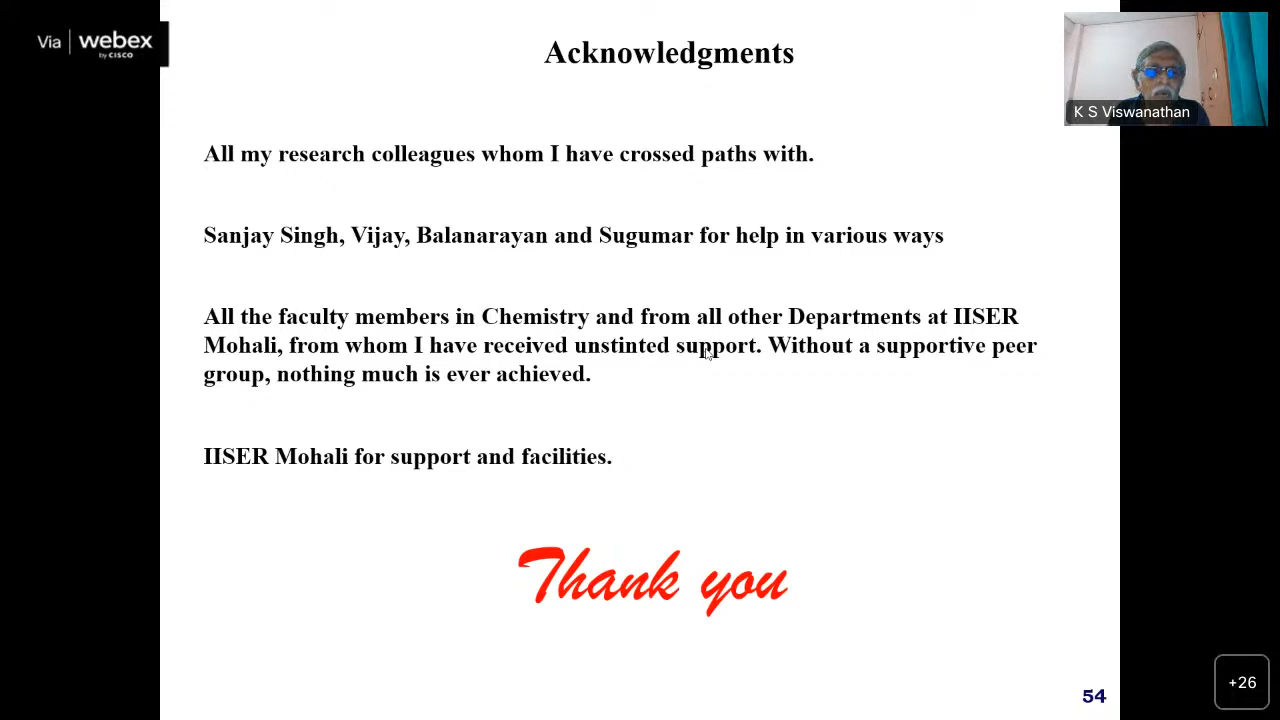 Via | webex
by CISCO
Acknowledgments
K S Viswanathan
All my research colleagues whom I have crossed paths with.
Sanjay Singh, Vijay, Balanarayan and Sugumar for help in various ways
All the faculty members in Chemistry and from all other Departments at IISER
Mohali, from whom I have received unstinted support. Without a supportive peer
group, nothing much is ever achieved.
IISER Mohali for support and facilities.
Thank you
54
+26